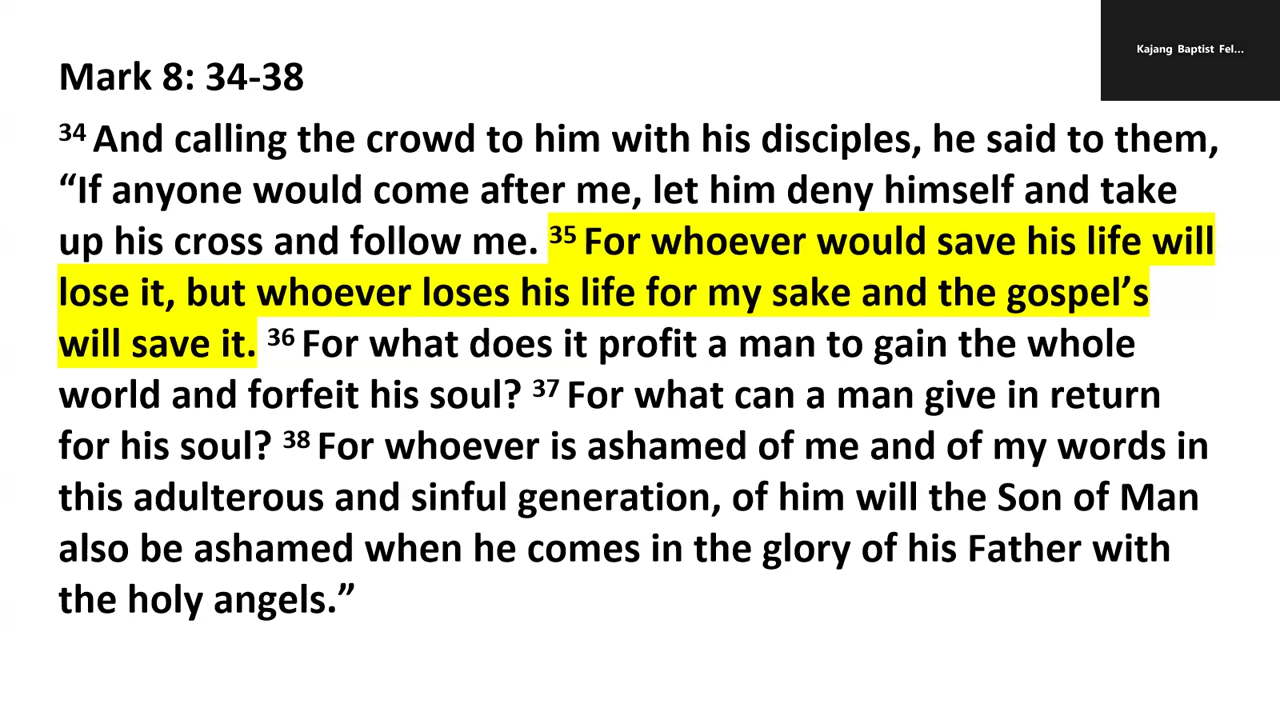 Kajang Baptist Fel...
Mark 8: 34-38
34 And calling the crowd to him with his disciples, he said to them,
“If anyone would come after me, let him deny himself and take
up his cross and follow me. 35 For whoever would save his life will
lose it, but whoever loses his life for my sake and the gospel’s
will save it. 36 For what does it profit a man to gain the whole
world and forfeit his soul? 37 For what can a man give in return
for his soul? 38 For whoever is ashamed of me and of my words in
this adulterous and sinful generation, of him will the Son of Man
also be ashamed when he comes in the glory of his Father with
the holy angels.”